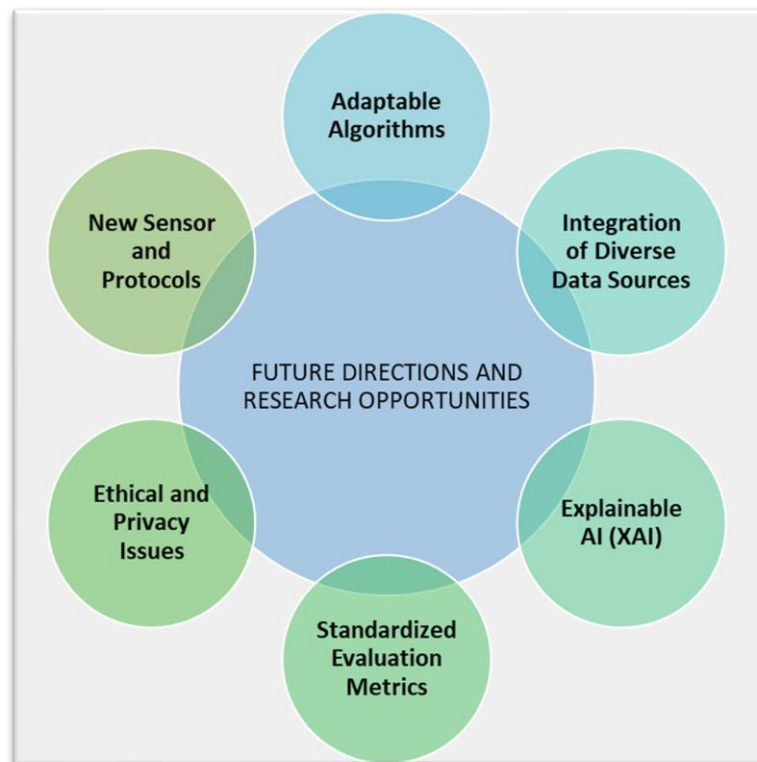 Adaptable
Algorithms
New Sensor
and
Protocols
Integration
of Diverse
Data Sources
FUTURE DIRECTIONS AND
RESEARCH OPPORTUNITIES
Ethical and
Privacy
Issues
Explainable
AI (XAI)
Standardized
Evaluation
Metrics